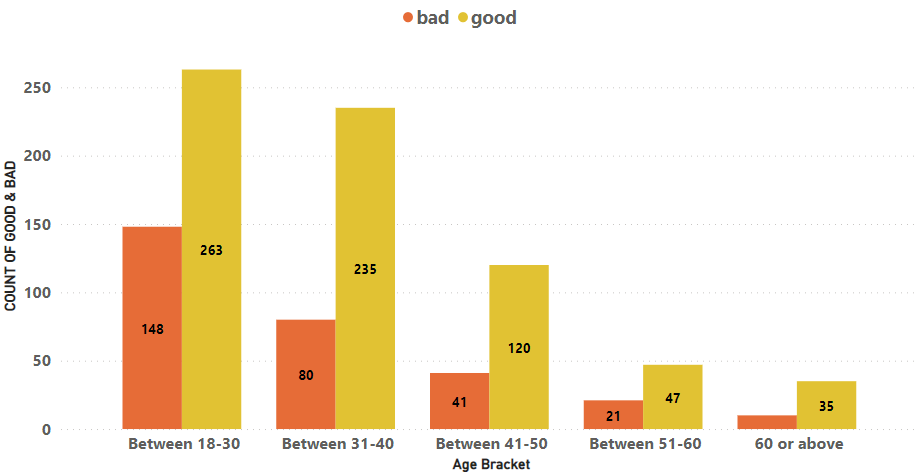 bad good
COUNT OF GOOD & BAD
250
200
150
100
50
0
148
263
80
235
41
120
21
47
35
Between 18-30
Between 31-40
Between 41-50
Between 51-60
60 or above
Age Bracket